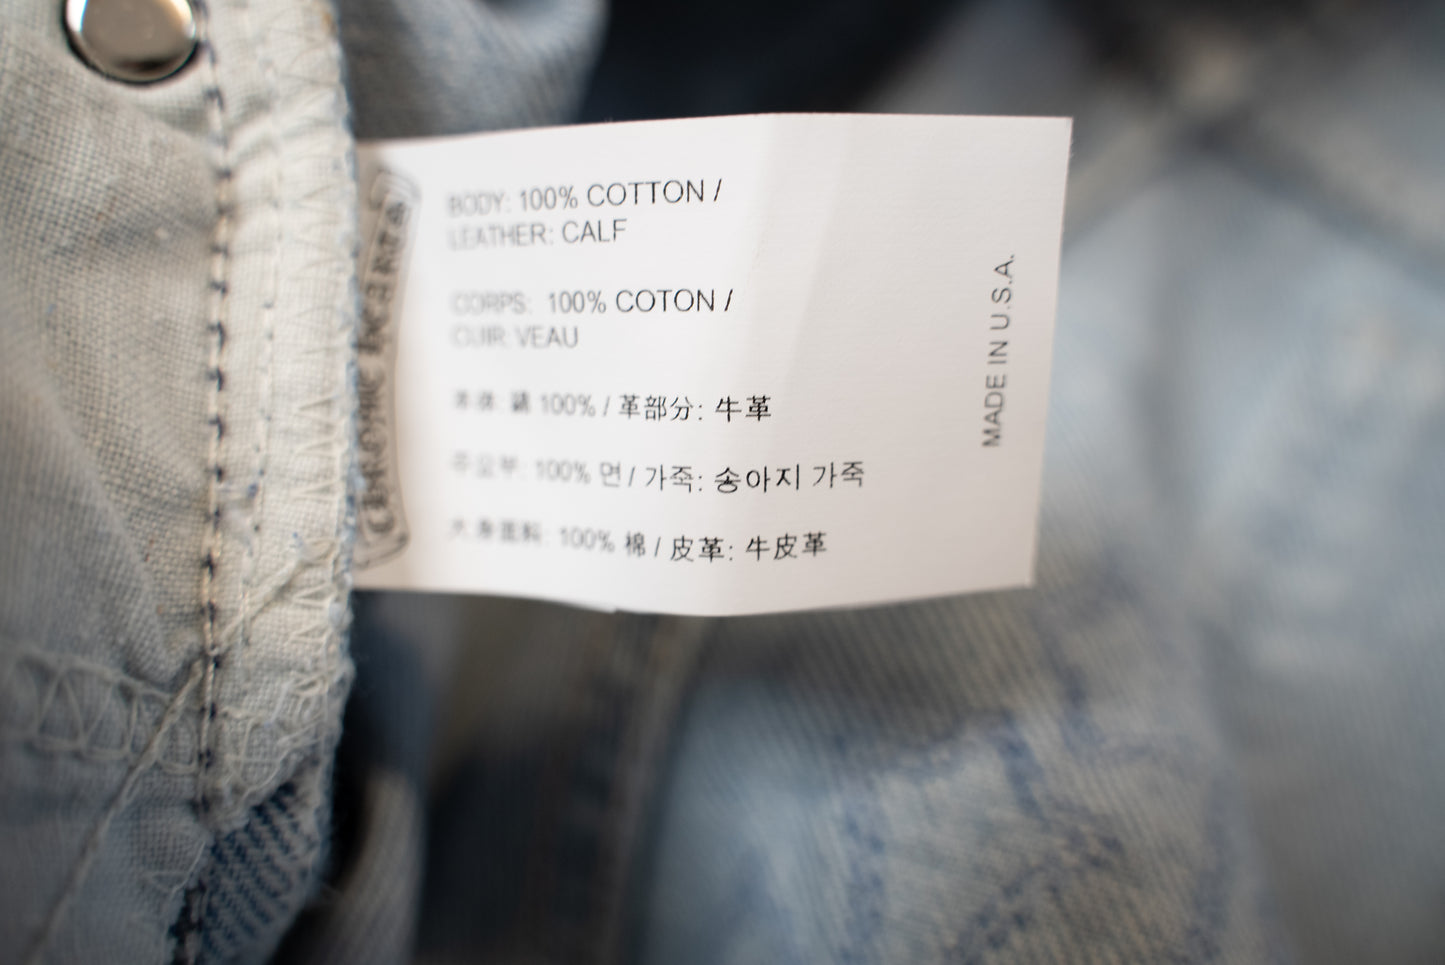 BODY: 100% COTTON /
LEATHER: CALF
CORPS: 100% COTON /
CUIR: VEAU
本体: 綿 100% / 革部分: 牛革
주요부: 100% 면 / 가죽: 송아지 가죽
大身面料: 100% 棉 / 皮革: 牛皮革
MADE IN U.S.A.